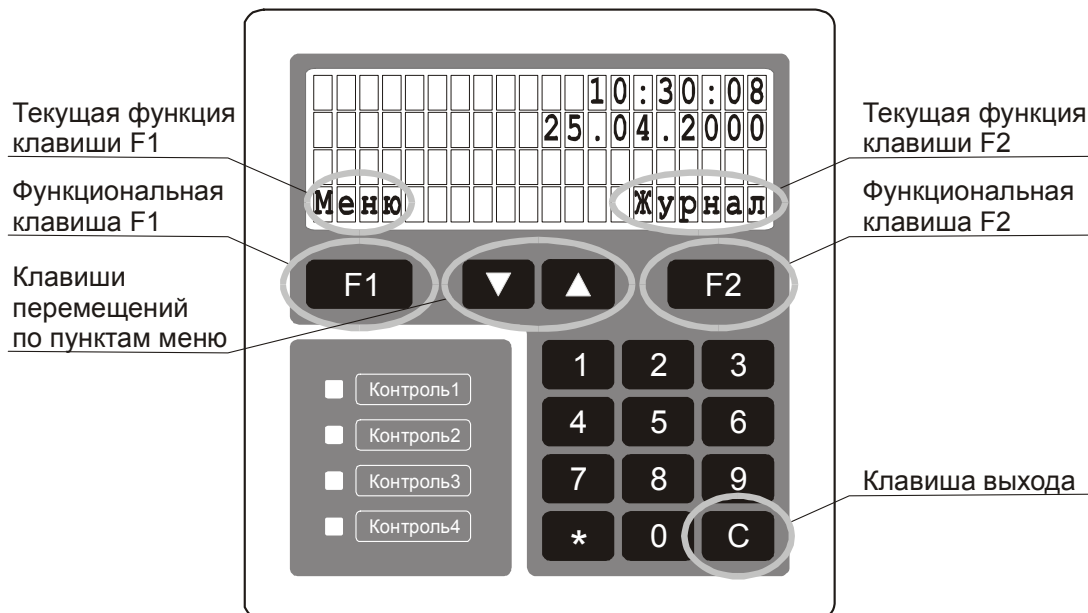 10:30:08
25.04.2000
Меню Журнал
Текущая функция
клавиши F1
Функциональная
клавиша F1
Клавиши
перемещений
по пунктам меню
Текущая функция
клавиши F2
Функциональная
клавиша F2
Клавиша выхода
F1 ▼ ▲ F2
Контроль1
Контроль2
Контроль3
Контроль4
1 2 3
4 5 6
7 8 9
* 0 C